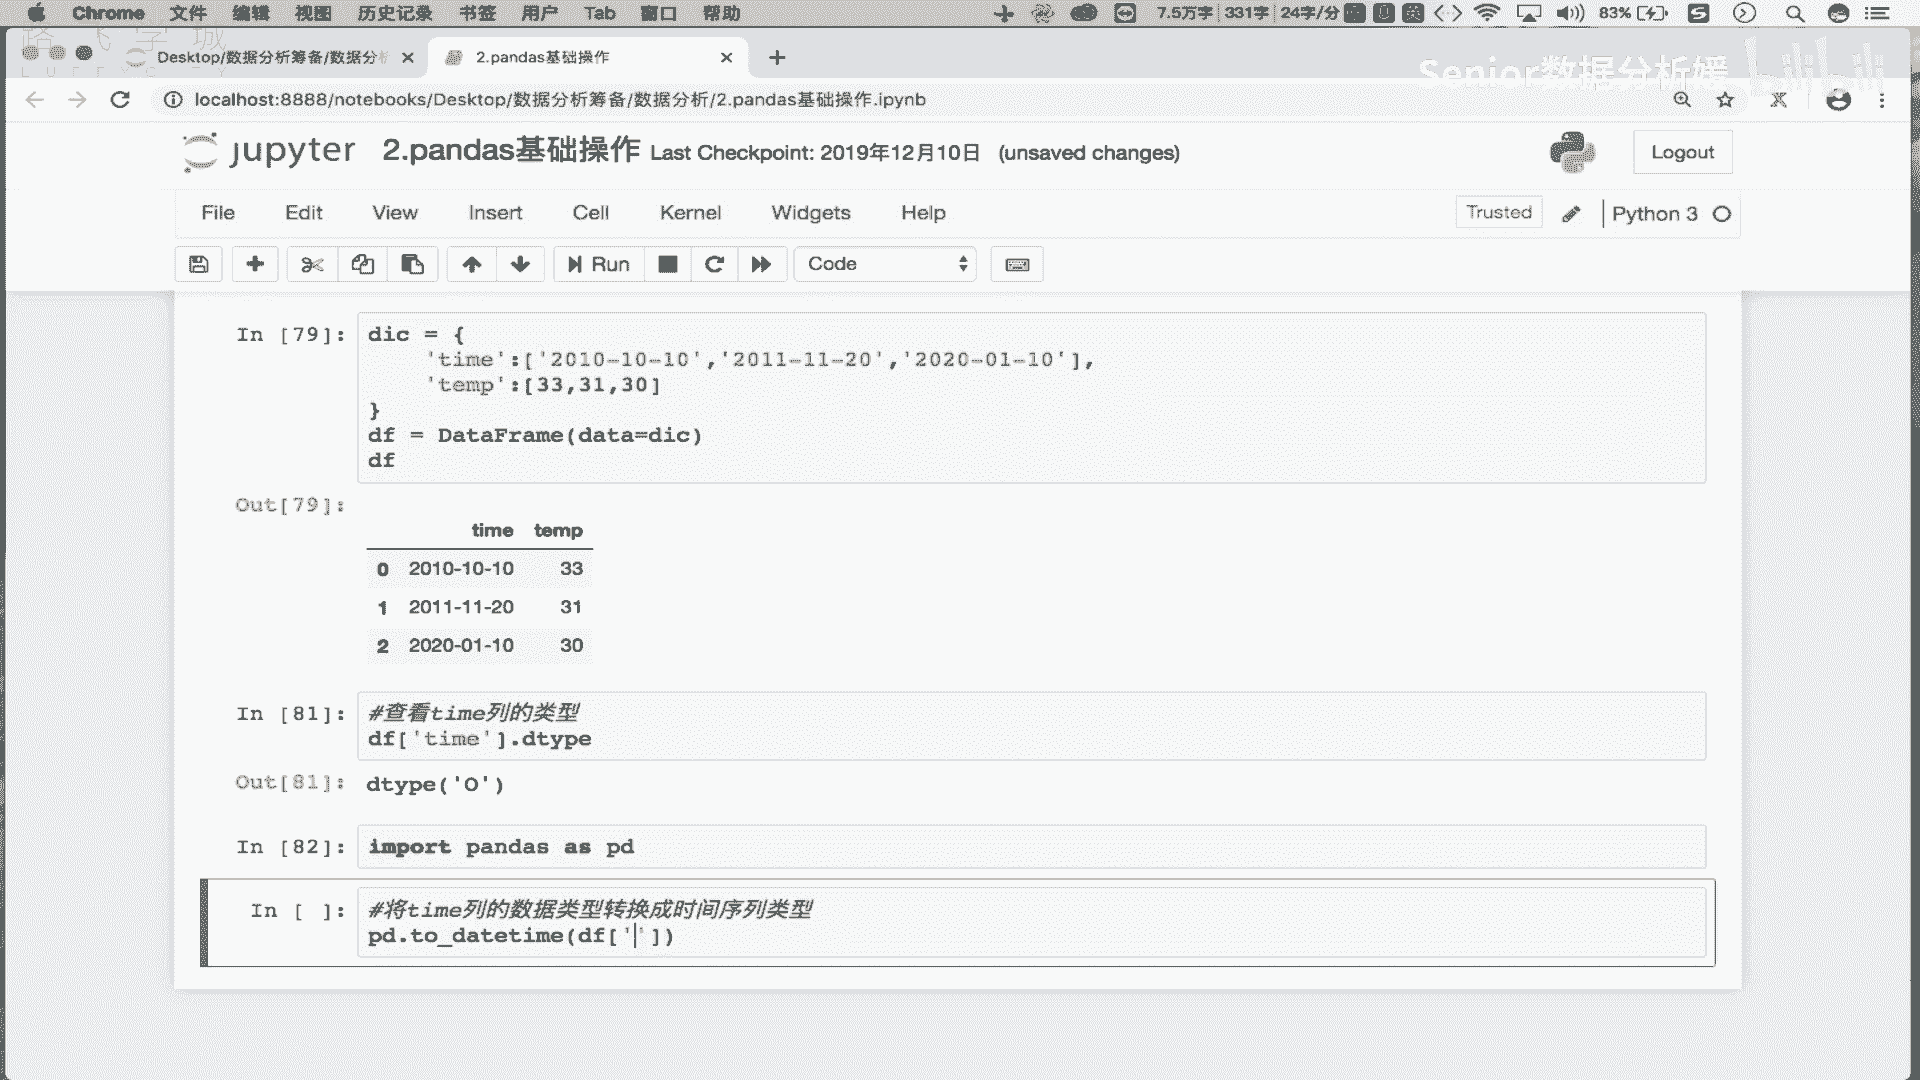 Chrome 文件 编辑 视图 历史记录 书签 用户 Tab 窗口 帮助 7.5万字 331字 24字/分 83%
Desktop/数据分析筹备/数据分析
2.pandas基础操作
Senior数据分析媛 bilibili
localhost:8888/notebooks/Desktop/数据分析筹备/数据分析/2.pandas基础操作.ipynb
jupyter 2.pandas基础操作 Last Checkpoint: 2019年12月10日 (unsaved changes)
Logout
File Edit View Insert Cell Kernel Widgets Help
Trusted Python 3
Run Code
In [79]: dic = {
'time':['2010-10-10','2011-11-20','2020-01-10'],
'temp':[33,31,30]
}
df = DataFrame(data=dic)
df
Out[79]:
time temp
0 2010-10-10 33
1 2011-11-20 31
2 2020-01-10 30
In [81]: #查看time列的类型
df['time'].dtype
Out[81]: dtype('O')
In [82]: import pandas as pd
In [ ]: #将time列的数据类型转换成时间序列类型
pd.to_datetime(df[''])